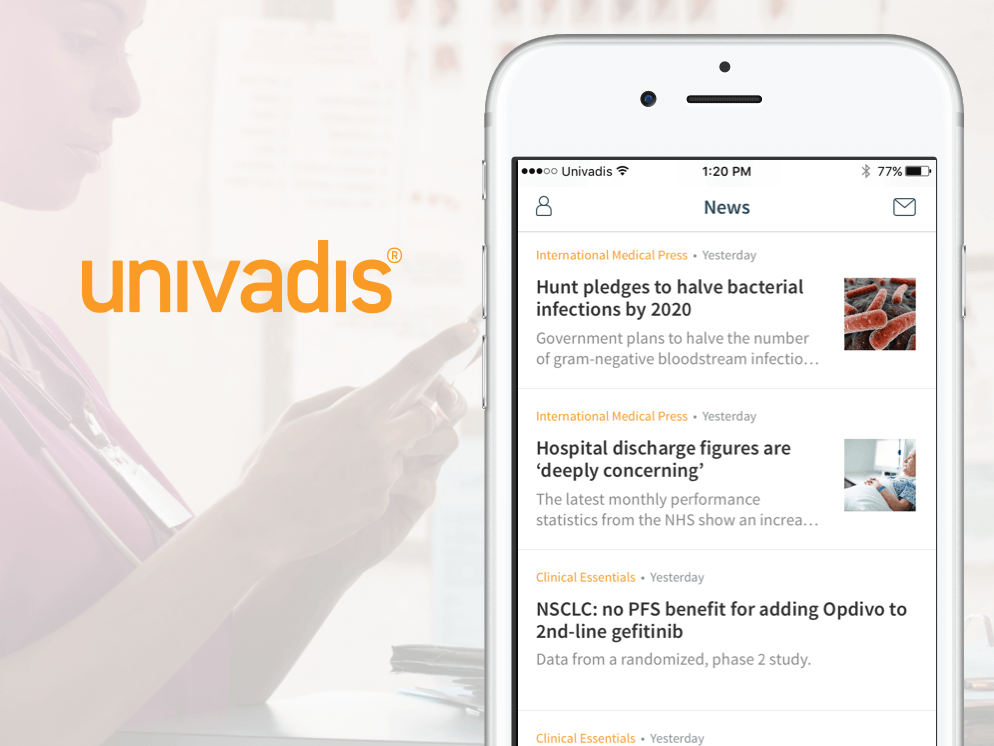 univadis®
Univadis
1:20 PM
77%
News
International Medical Press • Yesterday
Hunt pledges to halve bacterial
infections by 2020
Government plans to halve the number
of gram-negative bloodstream infectio…
International Medical Press • Yesterday
Hospital discharge figures are
‘deeply concerning’
The latest monthly performance
statistics from the NHS show an increa…
Clinical Essentials • Yesterday
NSCLC: no PFS benefit for adding Opdivo to
2nd-line gefitinib
Data from a randomized, phase 2 study.
Clinical Essentials • Yesterday